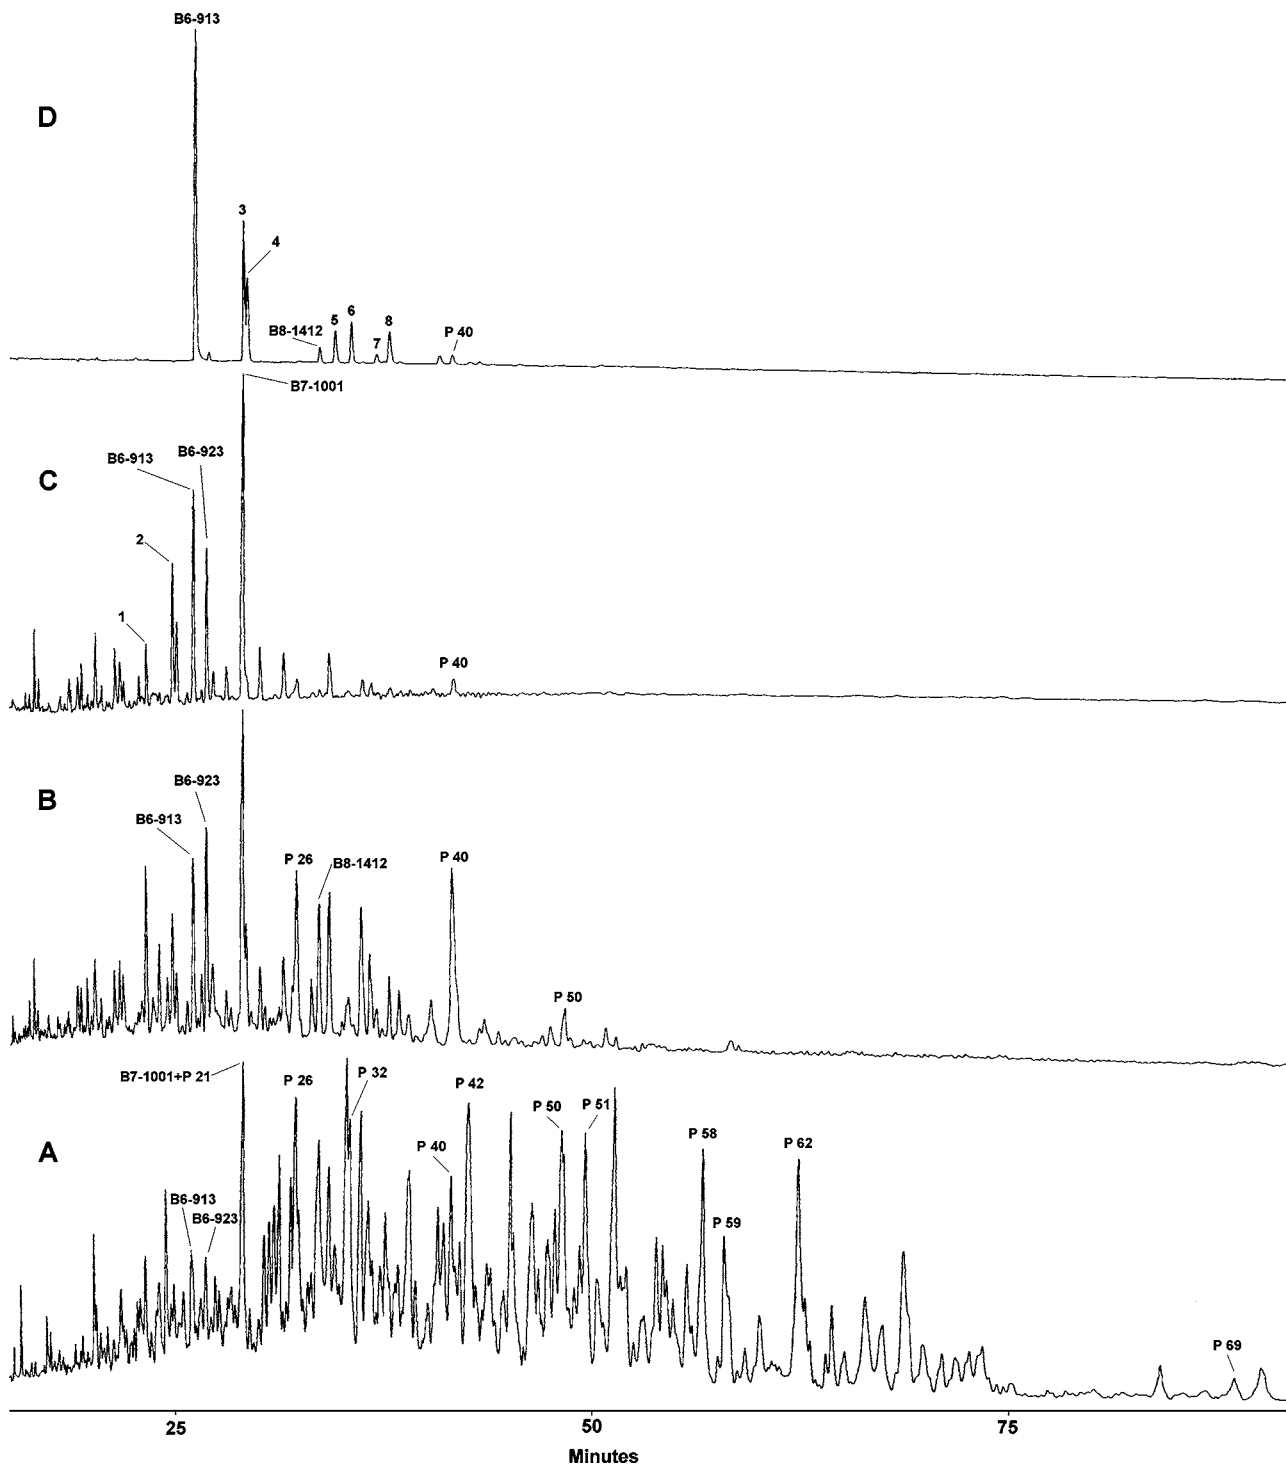 B6-913
D
3
4
B8-1412
5
6
7
8
P 40
B7-1001
B6-913
B6-923
C
2
1
P 40
B6-923
B
B6-913
P 26
B8-1412
P 40
P 50
B7-1001+P 21
P 26
P 32
P 42
P 50
P 51
A
P 40
P 58
P 62
B6-913
B6-923
P 59
P 69
25
50
75
Minutes